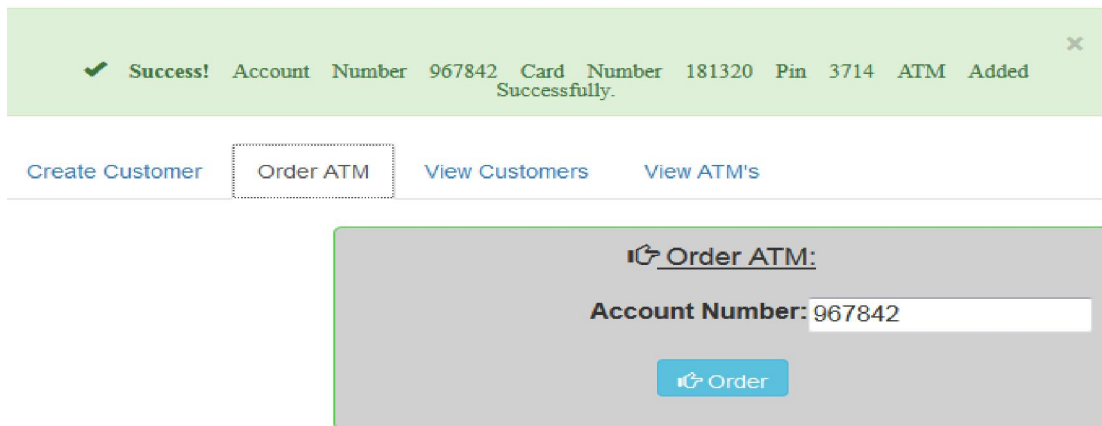 ×
✔ Success! Account Number 967842 Card Number 181320 Pin 3714 ATM Added
Successfully.
Create Customer Order ATM View Customers View ATM's
Order ATM:
Account Number: 967842
Order